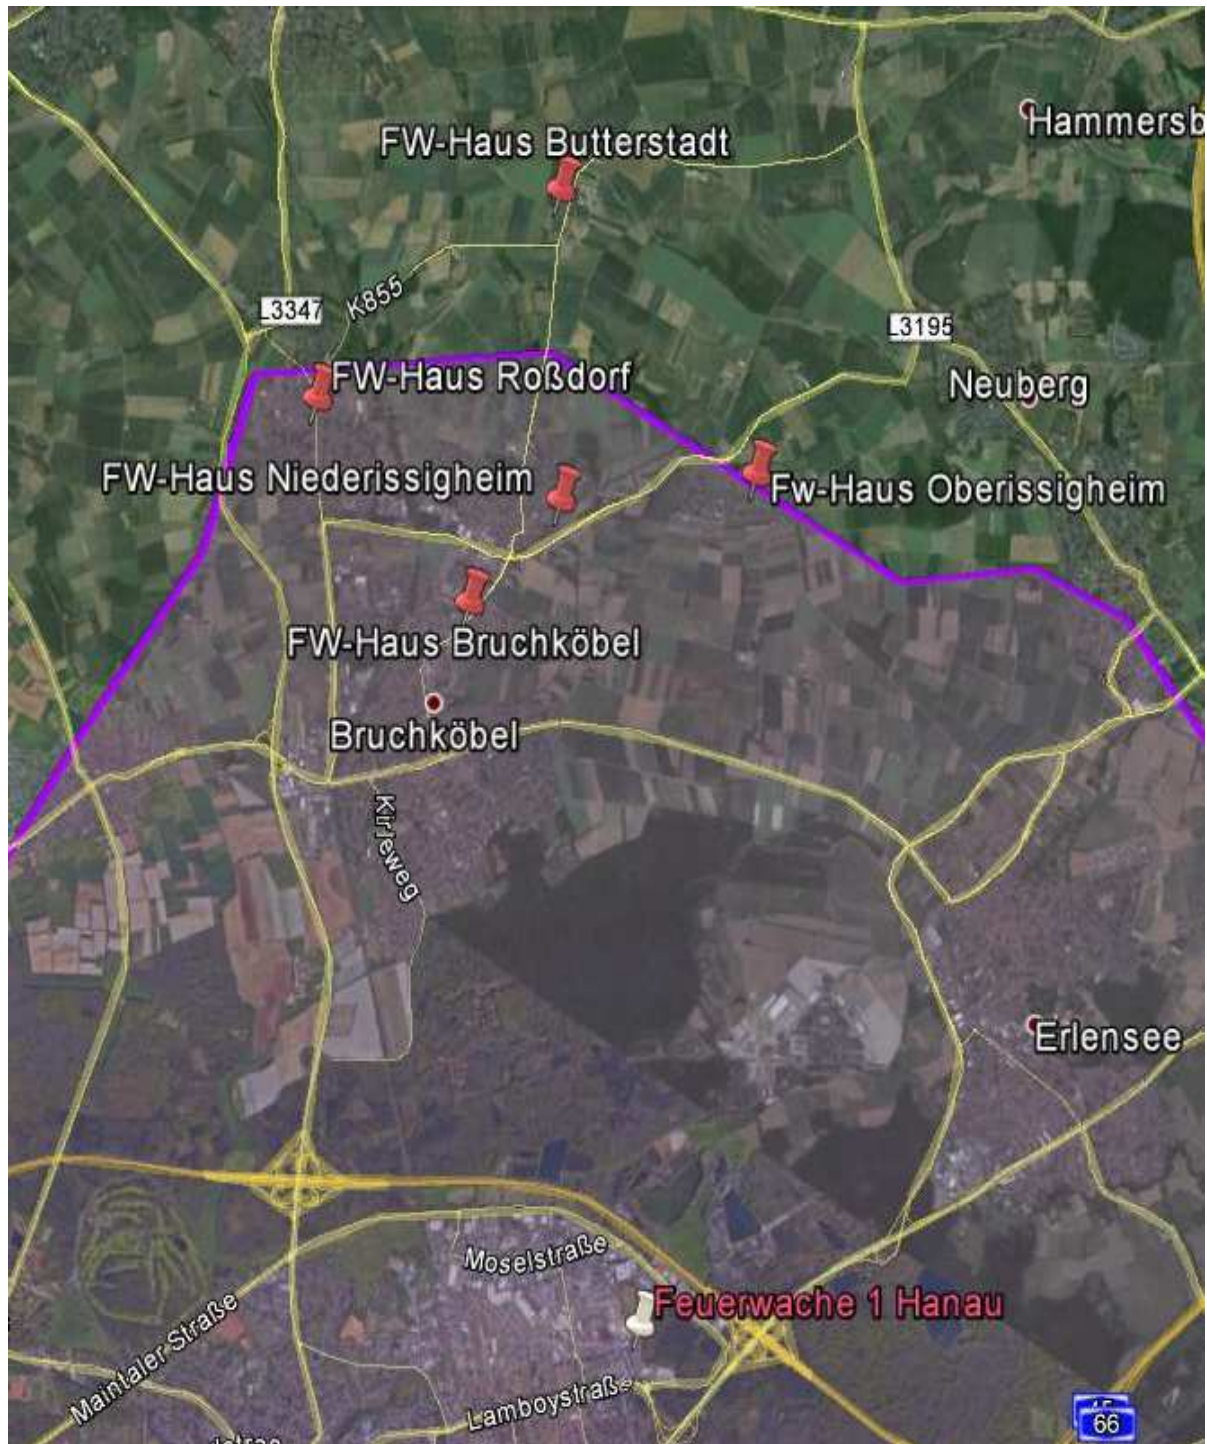 Hammersb
FW-Haus Butterstadt
K855
L3347
L3195
FW-Haus Roßdorf
Neuberg
FW-Haus Niederissigheim
Fw-Haus Oberissigheim
FW-Haus Bruchköbel
Bruchköbel
Kirleweg
Erlensee
Moselstraße
Feuerwache 1 Hanau
Maintaler Straße
Lamboystraße
66